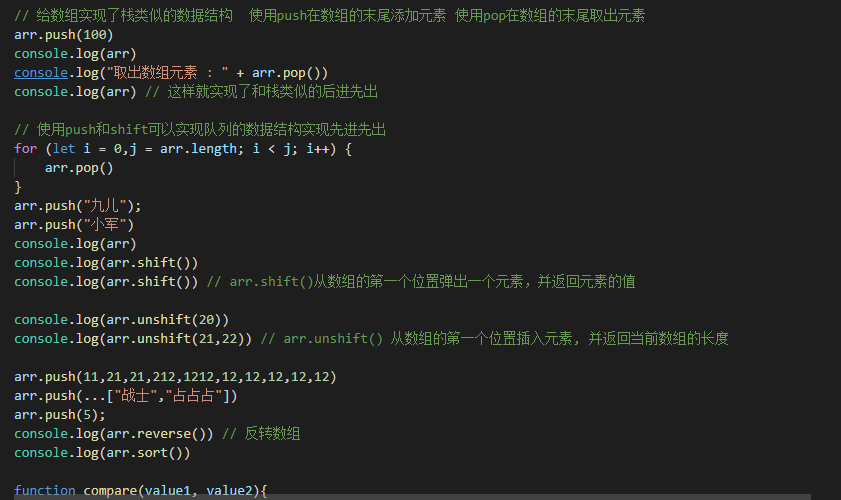 // 给数组实现了栈类似的数据结构  使用push在数组的末尾添加元素 使用pop在数组的末尾取出元素
arr.push(100)
console.log(arr)
console.log("取出数组元素 : " + arr.pop())
console.log(arr) // 这样就实现了和栈类似的后进先出
// 使用push和shift可以实现队列的数据结构实现先进先出
for (let i = 0,j = arr.length; i < j; i++) {
    arr.pop()
}
arr.push("九儿");
arr.push("小军")
console.log(arr)
console.log(arr.shift())
console.log(arr.shift()) // arr.shift()从数组的第一个位置弹出一个元素，并返回元素的值
console.log(arr.unshift(20))
console.log(arr.unshift(21,22)) // arr.unshift() 从数组的第一个位置插入元素, 并返回当前数组的长度
arr.push(11,21,21,212,1212,12,12,12,12,12)
arr.push(...["战士","占占占"])
arr.push(5);
console.log(arr.reverse()) // 反转数组
console.log(arr.sort())
function compare(value1, value2){